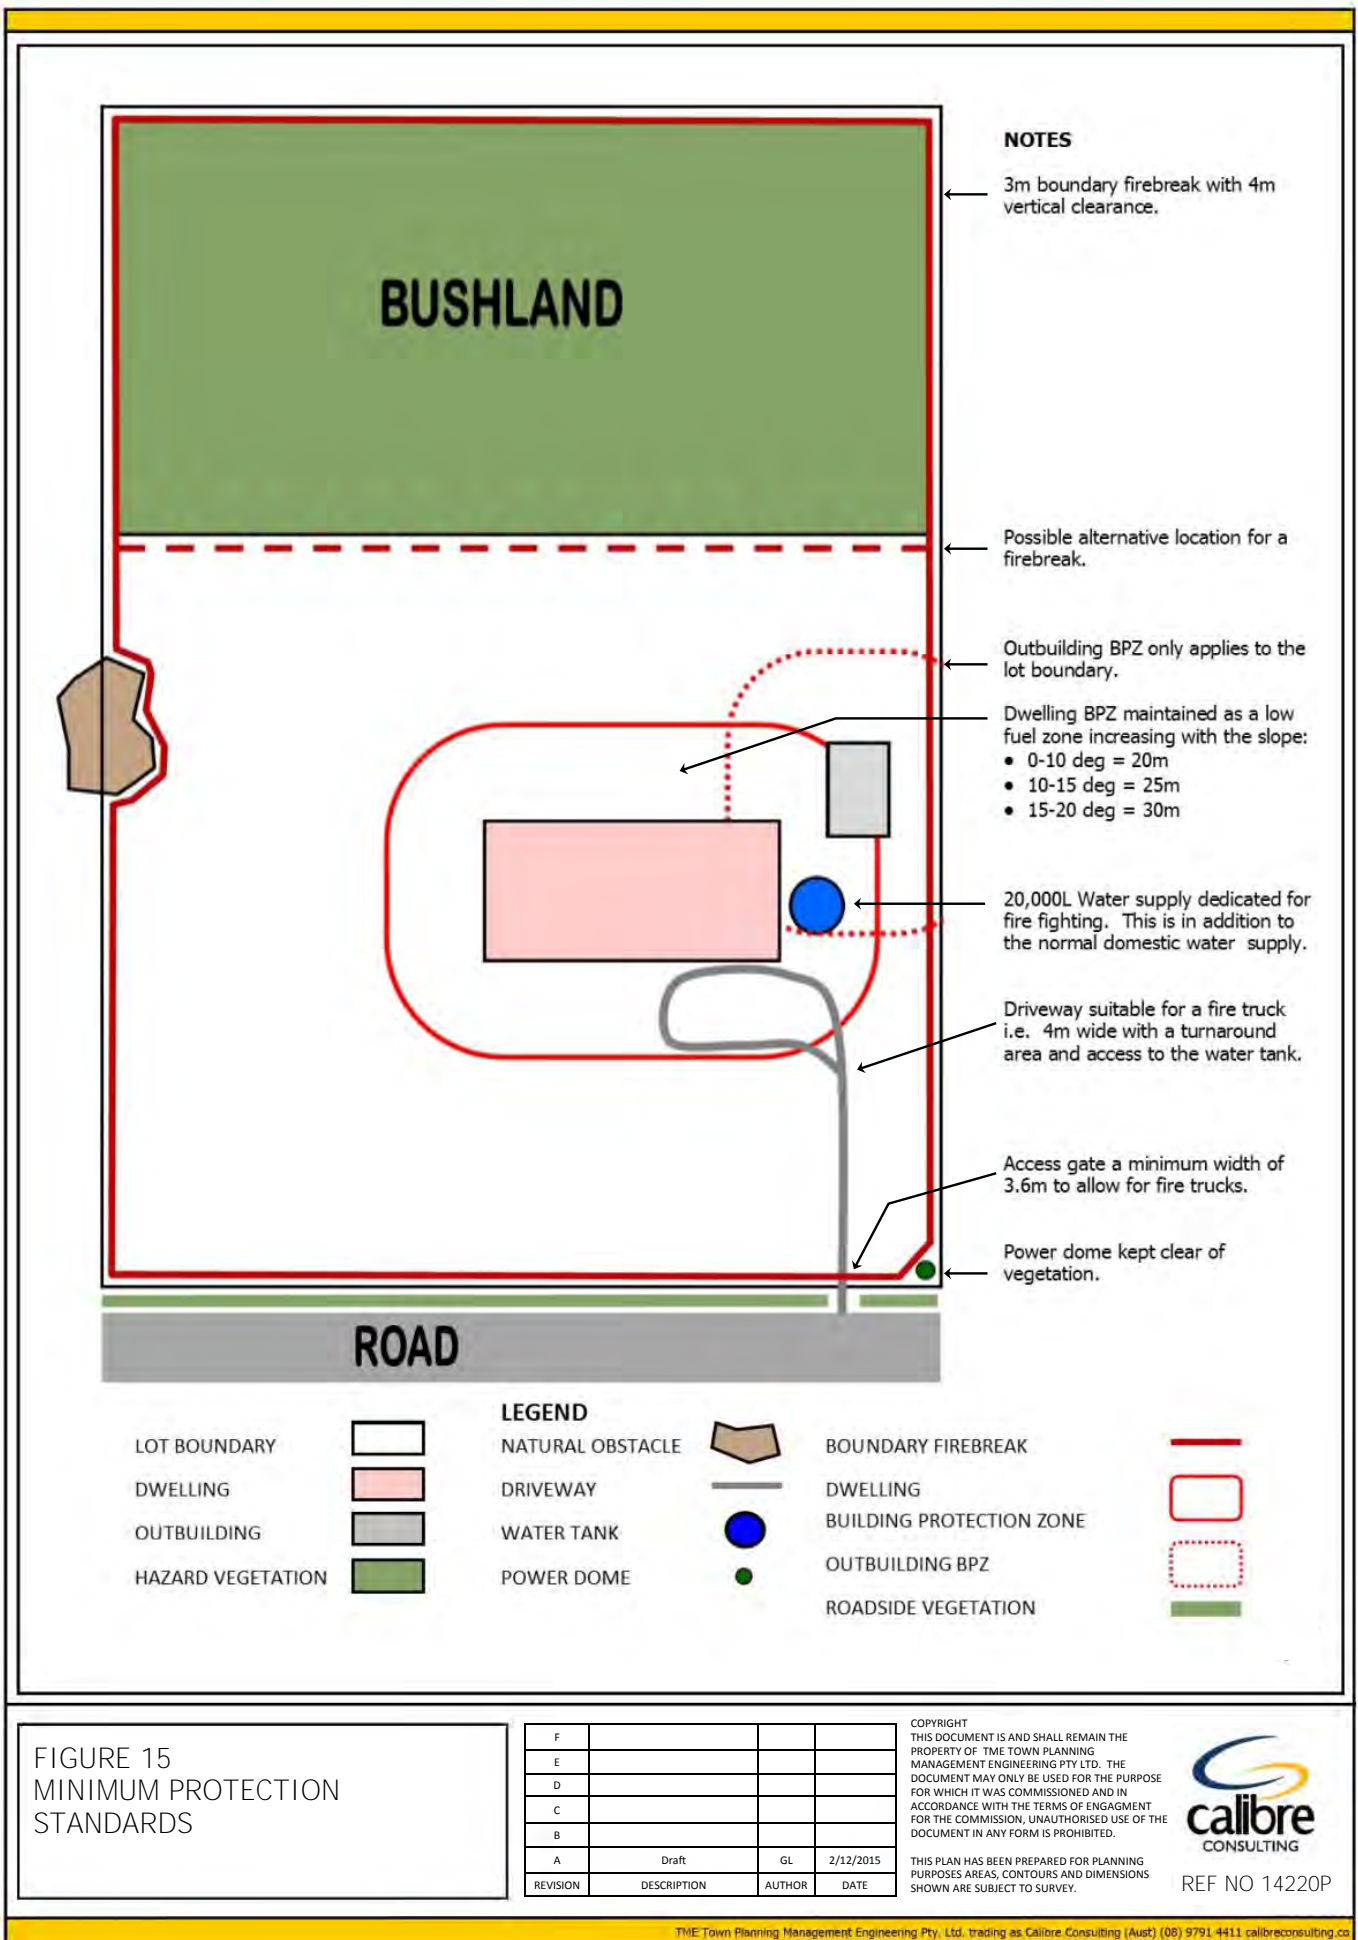 NOTES
3m boundary firebreak with 4m
vertical clearance.
BUSHLAND
Possible alternative location for a
firebreak.
Outbuilding BPZ only applies to the
lot boundary.
Dwelling BPZ maintained as a low
fuel zone increasing with the slope:
• 0-10 deg = 20m
• 10-15 deg = 25m
• 15-20 deg = 30m
20,000L Water supply dedicated for
fire fighting. This is in addition to
the normal domestic water supply.
Driveway suitable for a fire truck
i.e. 4m wide with a turnaround
area and access to the water tank.
Access gate a minimum width of
3.6m to allow for fire trucks.
Power dome kept clear of
vegetation.
ROAD
LEGEND
LOT BOUNDARY
DWELLING
OUTBUILDING
HAZARD VEGETATION
NATURAL OBSTACLE
DRIVEWAY
WATER TANK
POWER DOME
BOUNDARY FIREBREAK
DWELLING
BUILDING PROTECTION ZONE
OUTBUILDING BPZ
ROADSIDE VEGETATION
FIGURE 15
MINIMUM PROTECTION
STANDARDS
F
E
D
C
B
A Draft GL 2/12/2015
REVISION DESCRIPTION AUTHOR DATE
COPYRIGHT
THIS DOCUMENT IS AND SHALL REMAIN THE
PROPERTY OF TME TOWN PLANNING
MANAGEMENT ENGINEERING PTY LTD. THE
DOCUMENT MAY ONLY BE USED FOR THE PURPOSE
FOR WHICH IT WAS COMMISSIONED AND IN
ACCORDANCE WITH THE TERMS OF ENGAGMENT
FOR THE COMMISSION, UNAUTHORISED USE OF THE
DOCUMENT IN ANY FORM IS PROHIBITED.
THIS PLAN HAS BEEN PREPARED FOR PLANNING
PURPOSES AREAS, CONTOURS AND DIMENSIONS
SHOWN ARE SUBJECT TO SURVEY.
calibre
CONSULTING
REF NO 14220P
TME Town Planning Management Engineering Pty. Ltd. trading as Calibre Consulting (Aust) (08) 9791 4411 calibreconsulting.co